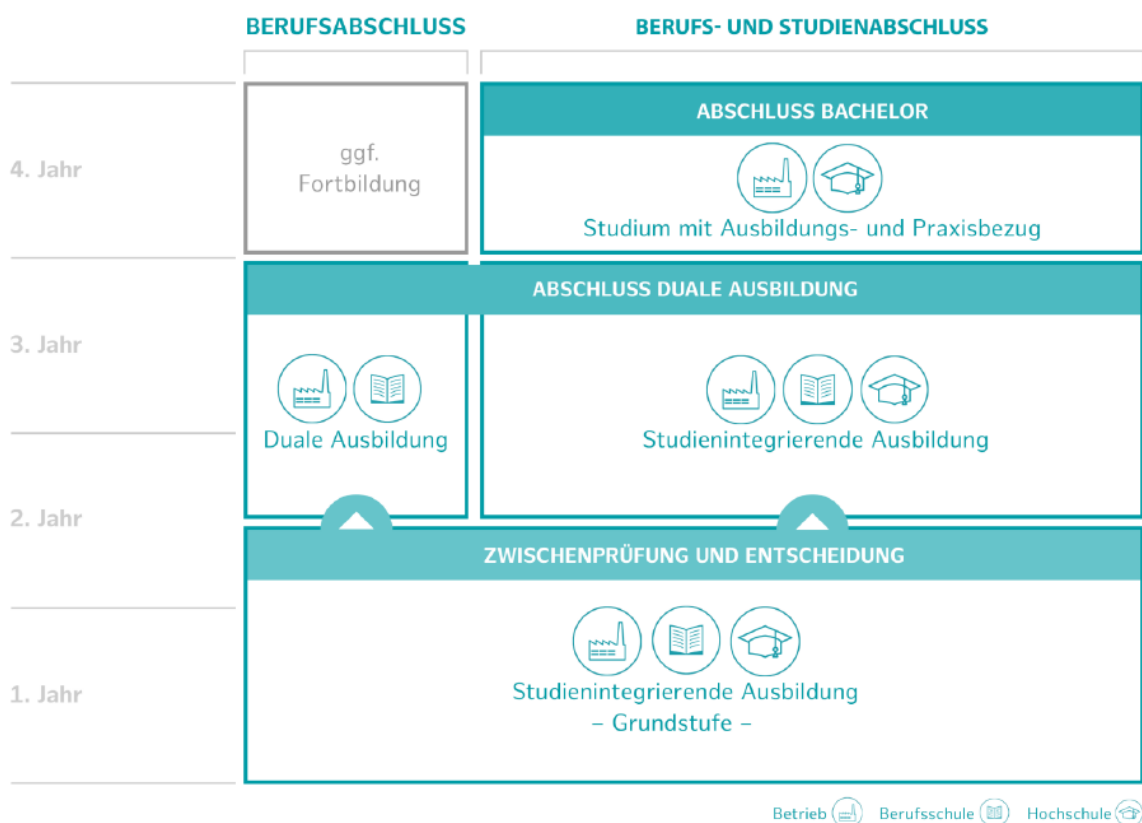 BERUFSABSCHLUSS
BERUFS- UND STUDIENABSCHLUSS
4. Jahr
ggf.
Fortbildung
ABSCHLUSS BACHELOR
Studium mit Ausbildungs- und Praxisbezug
ABSCHLUSS DUALE AUSBILDUNG
3. Jahr
Duale Ausbildung
Studienintegrierende Ausbildung
2. Jahr
ZWISCHENPRÜFUNG UND ENTSCHEIDUNG
1. Jahr
Studienintegrierende Ausbildung
– Grundstufe –
Betrieb Berufsschule Hochschule